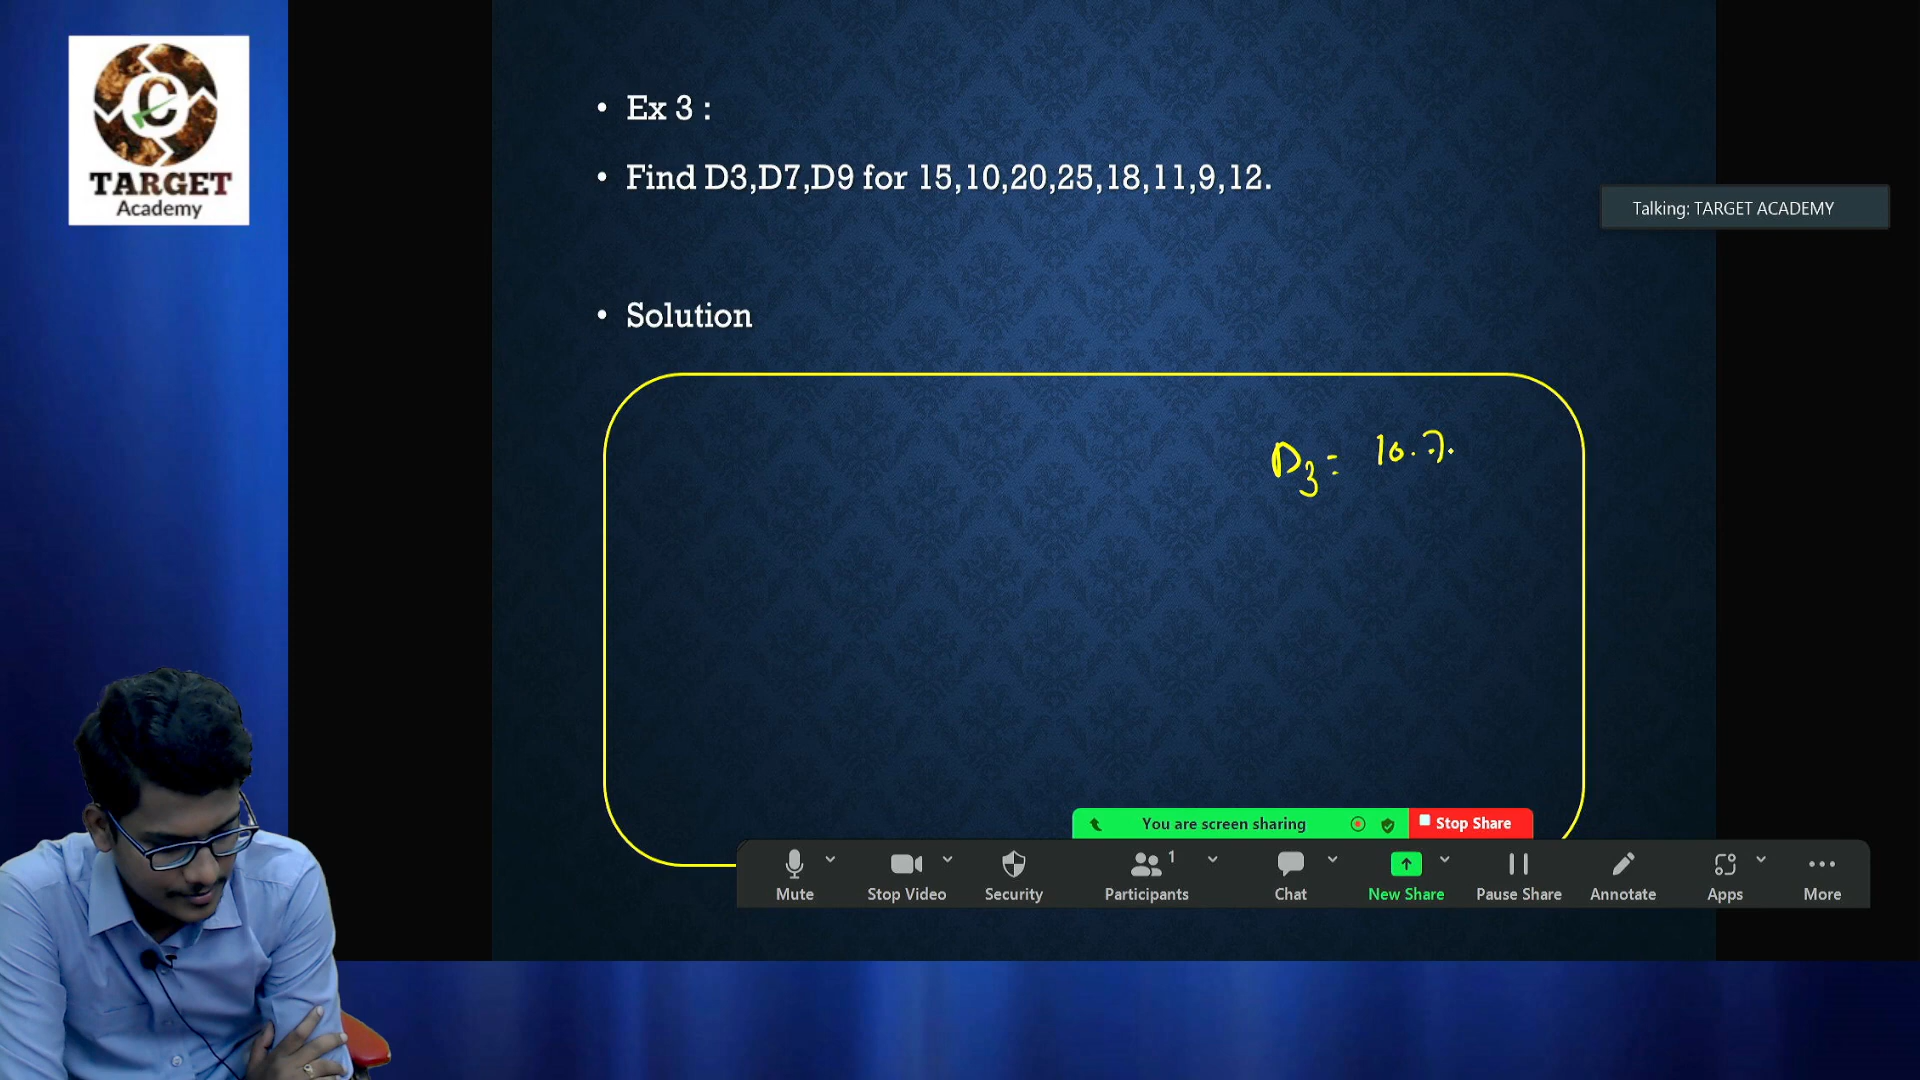 C
TARGET
Academy
• Ex 3 :
• Find D3,D7,D9 for 15,10,20,25,18,11,9,12.
Talking: TARGET ACADEMY
• Solution
D3 = 10.7.
You are screen sharing
Stop Share
Mute
Stop Video
Security
1
Participants
Chat
New Share
Pause Share
Annotate
Apps
More